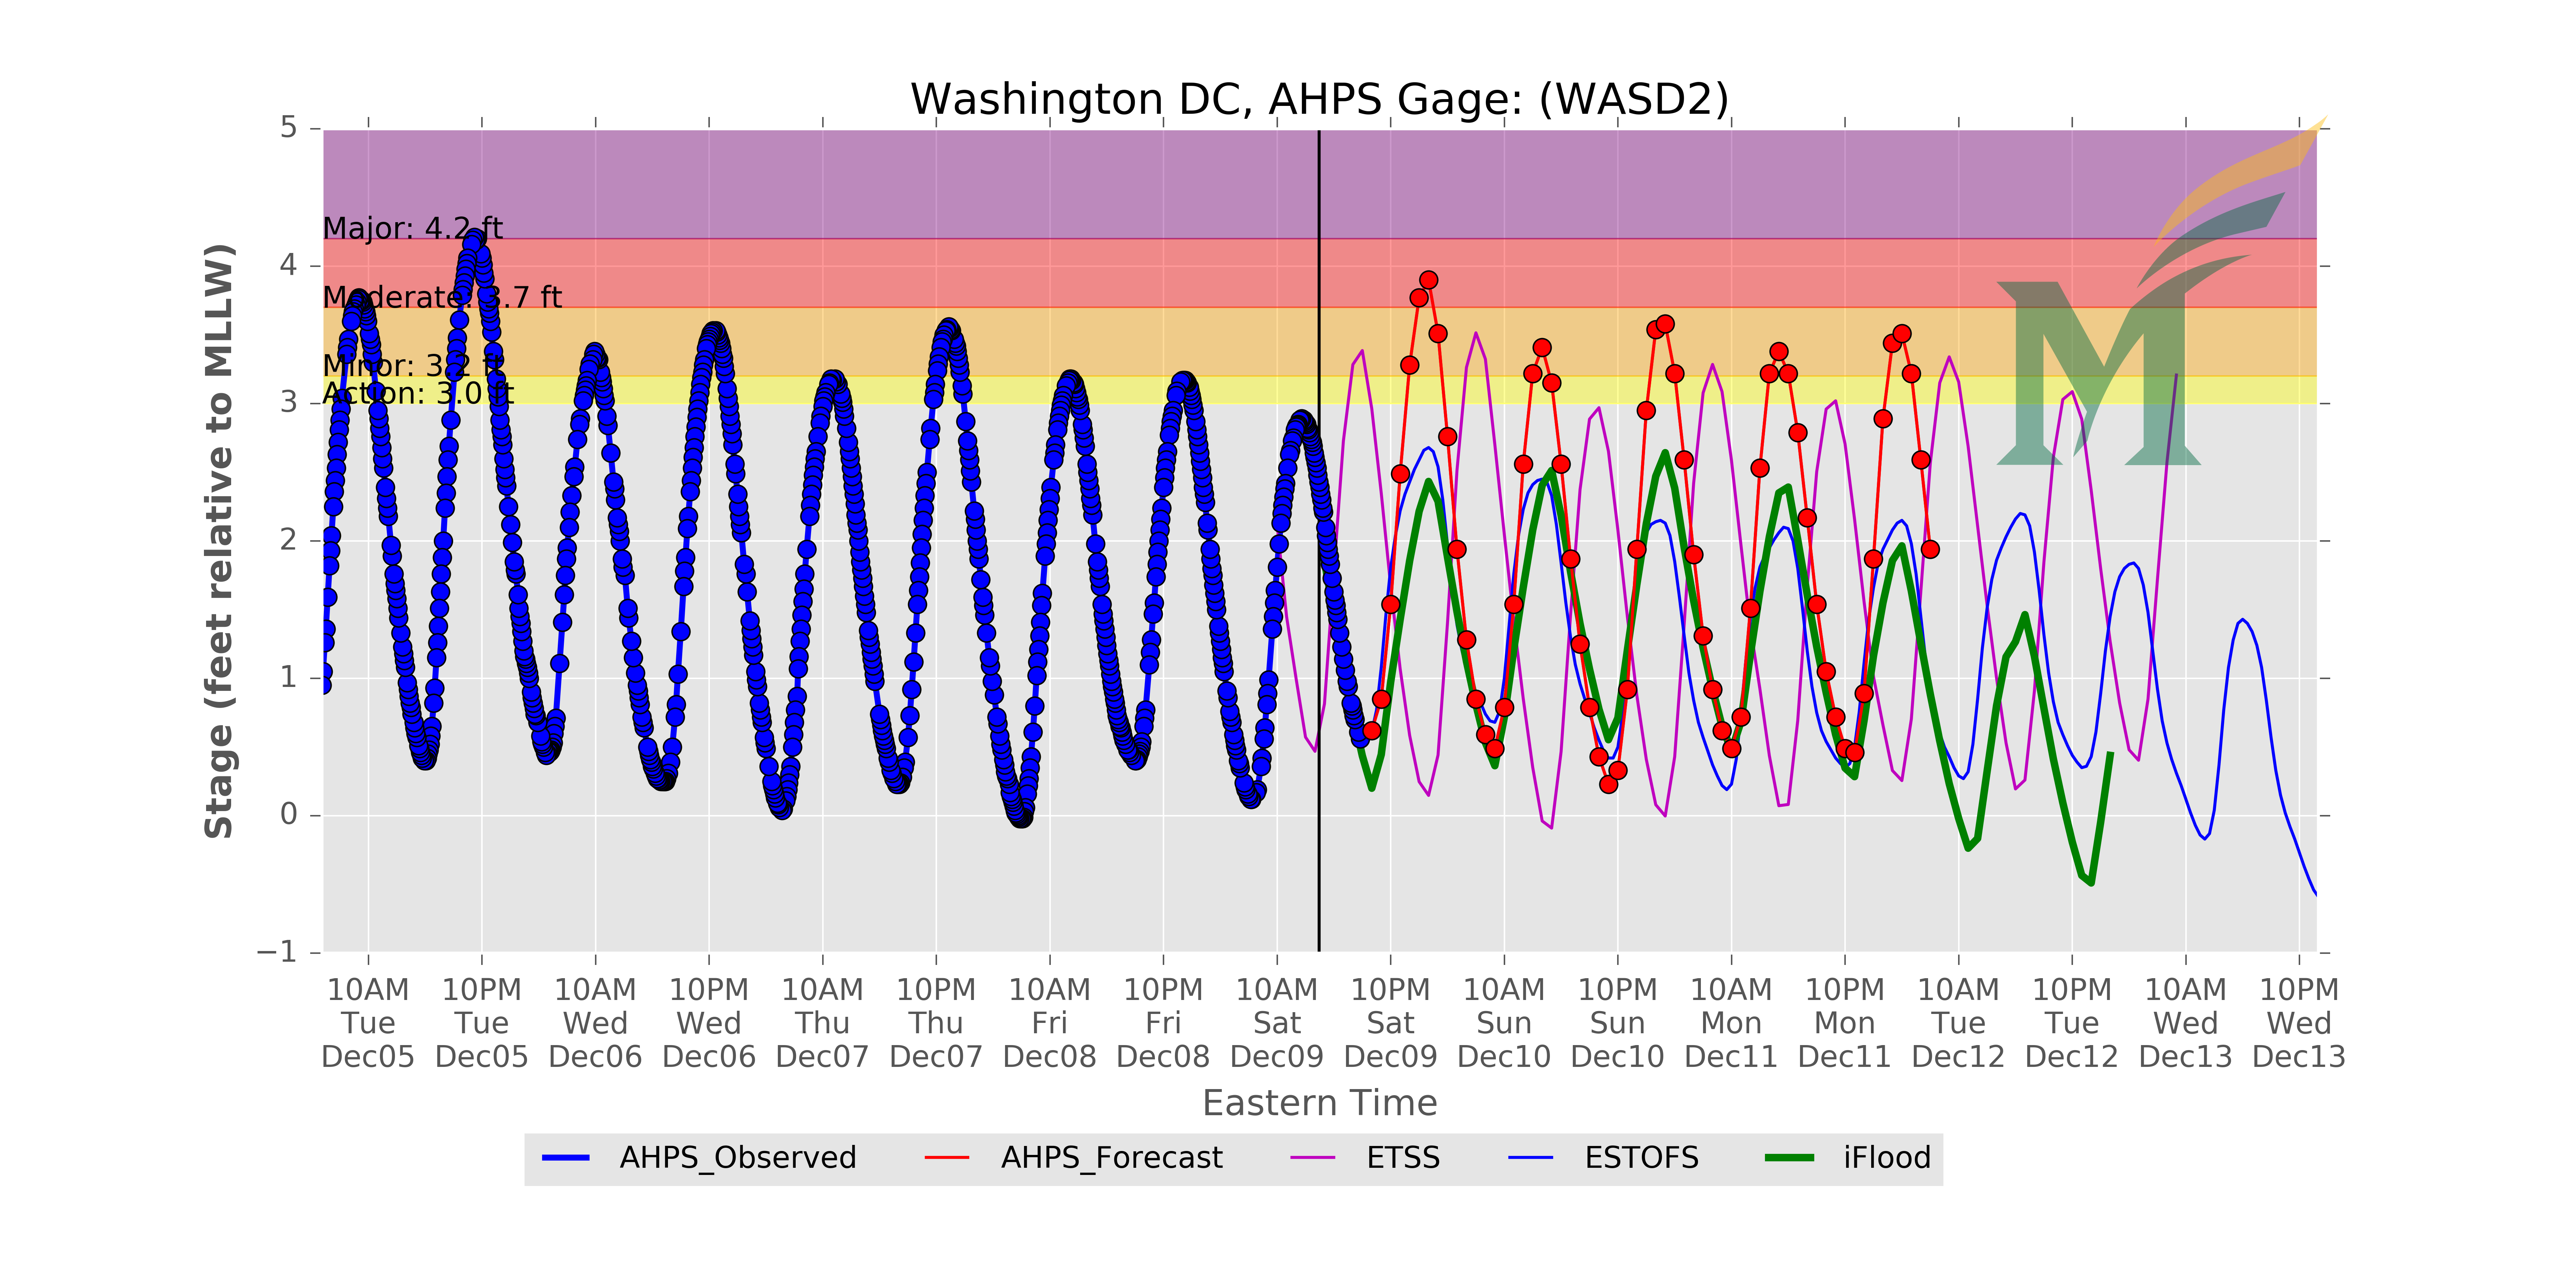 Washington DC, AHPS Gage: (WASD2)
5
4
3
2
1
0
−1
Stage (feet relative to MLLW)
Major: 4.2 ft
Moderate: 3.7 ft
Minor: 3.2 ft
Action: 3.0 ft
M
10AM 10PM 10AM 10PM 10AM 10PM 10AM 10PM 10AM 10PM 10AM 10PM 10AM 10PM 10AM 10PM 10AM 10PM
Tue Tue Wed Wed Thu Thu Fri Fri Sat Sat Sun Sun Mon Mon Tue Tue Wed Wed
Dec05 Dec05 Dec06 Dec06 Dec07 Dec07 Dec08 Dec08 Dec09 Dec09 Dec10 Dec10 Dec11 Dec11 Dec12 Dec12 Dec13 Dec13
Eastern Time
AHPS_Observed AHPS_Forecast ETSS ESTOFS iFlood